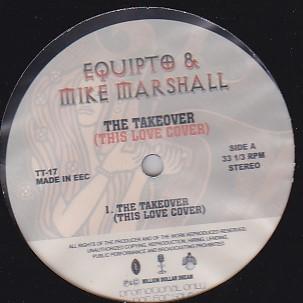 EQUIPTO &
MIKE MARSHALL
THE TAKEOVER
(THIS LOVE COVER)
TT-17
MADE IN EEC
SIDE A
33 1/3 RPM
STEREO
1. THE TAKEOVER
(THIS LOVE COVER)
ALL RIGHTS OF THE PRODUCER AND OF THE WORK REPRODUCED RESERVED.
UNAUTHORIZED COPYING, REPRODUCTION, HIRING, LENDING,
PUBLIC PERFORMANCE AND BROADCASTING PROHIBITED
℗ & © MILLION DOLLAR DREAM
PROMOTIONAL ONLY